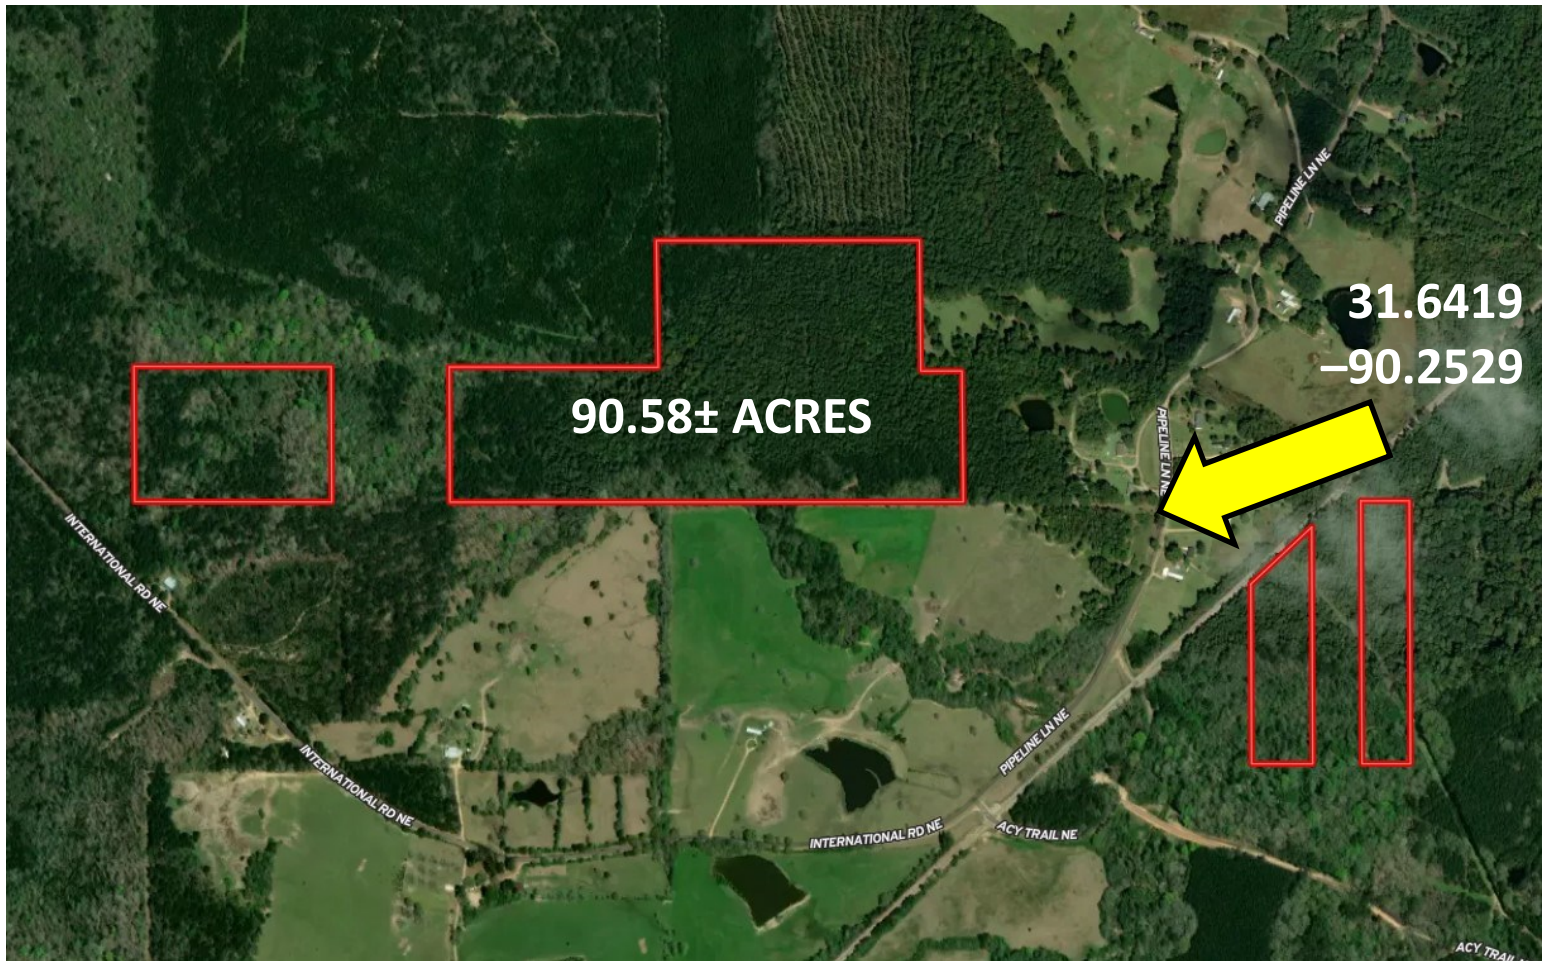 PIPELINE LN NE
31.6419
–90.2529
90.58± ACRES
PIPELINE LN NE
INTERNATIONAL RD NE
PIPELINE LN NE
INTERNATIONAL RD NE
INTERNATIONAL RD NE
ACY TRAIL NE
ACY TRAIL